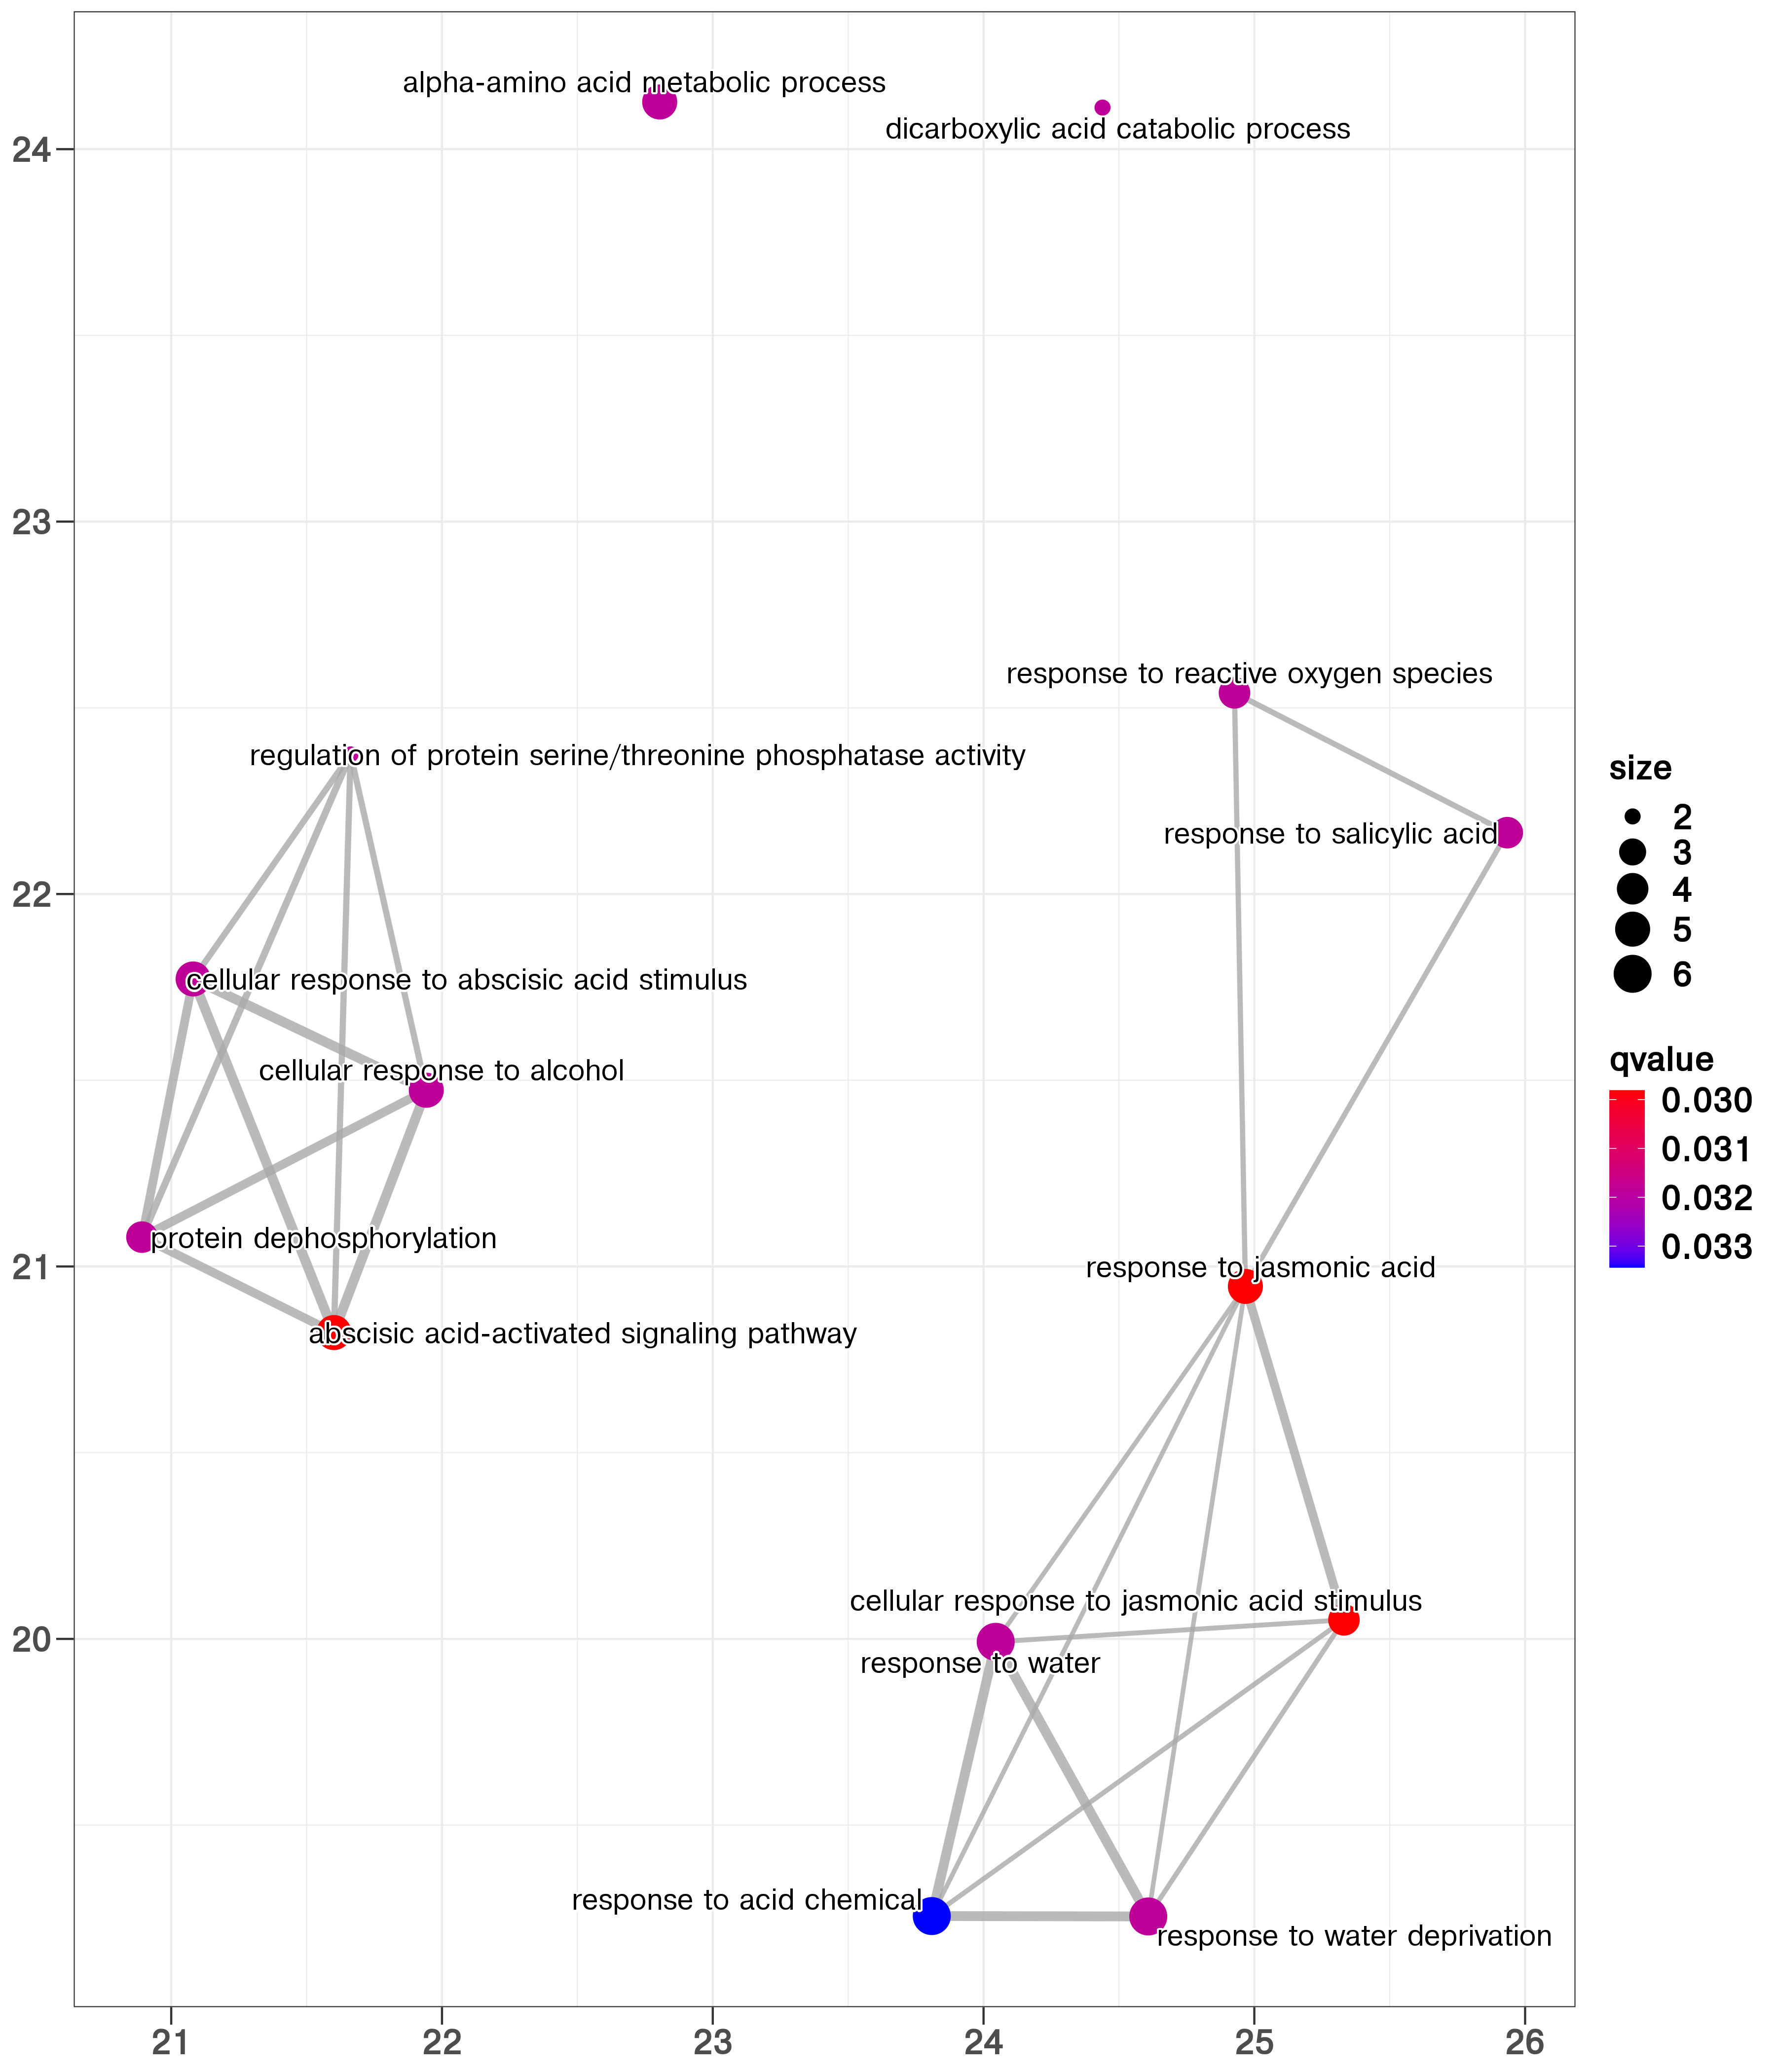 alpha-amino acid metabolic process
dicarboxylic acid catabolic process
24
23
response to reactive oxygen species
regulation of protein serine/threonine phosphatase activity
response to salicylic acid
22
cellular response to abscisic acid stimulus
cellular response to alcohol
protein dephosphorylation
21
response to jasmonic acid
abscisic acid-activated signaling pathway
cellular response to jasmonic acid stimulus
20
response to water
response to acid chemical
response to water deprivation
21 22 23 24 25 26
size
2
3
4
5
6
qvalue
0.030
0.031
0.032
0.033